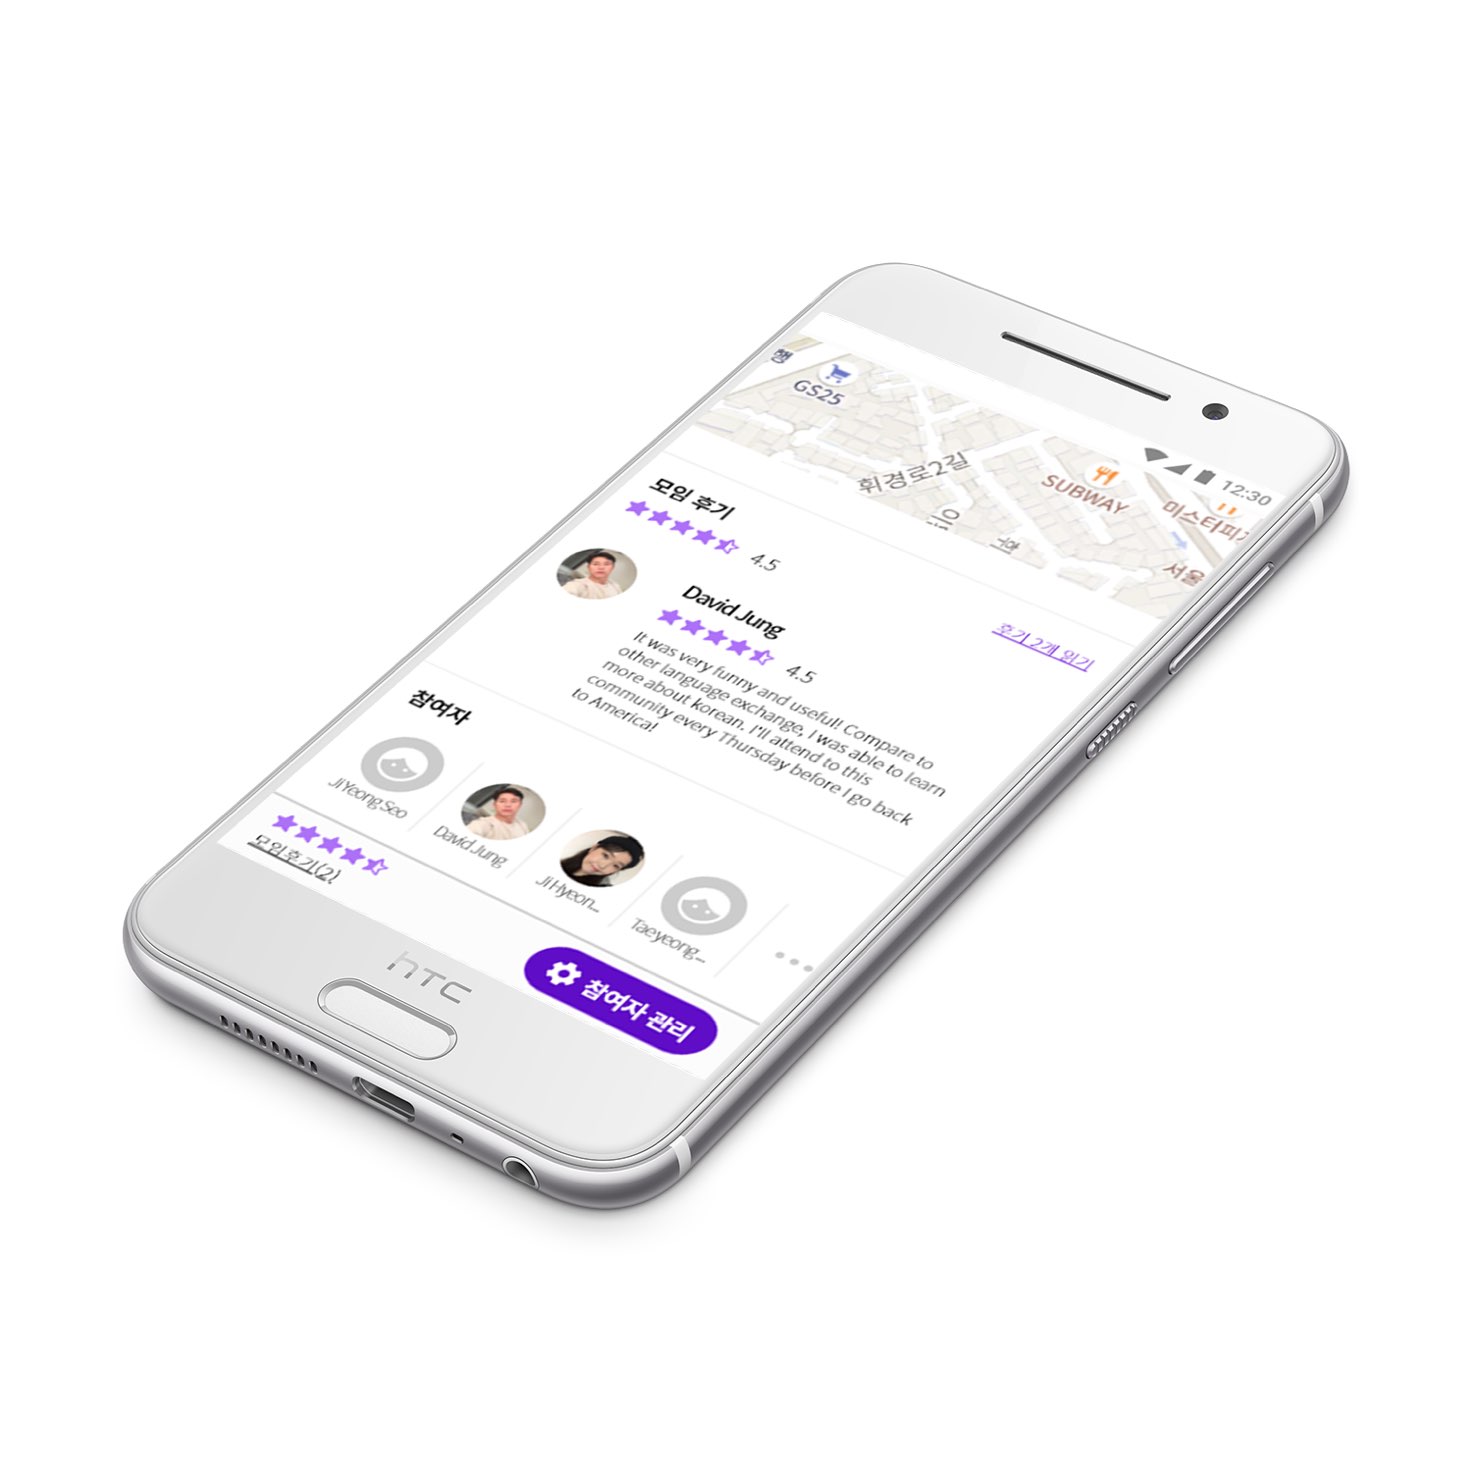 12:30
행
GS25
휘경로2길
SUBWAY
미스터피자
서울
모임 후기
4.5
후기 2개 읽기
David Jung
4.5
It was very funny and useful! Compare to
other language exchange, I was able to learn
more about korean. I'll attend to this
community every Thursday before I go back
to America!
참여자
Ji Yeong Seo
David Jung
Ji Hyeon...
Taeyeong...
...
모임 후기(2)
참여자 관리
hTC